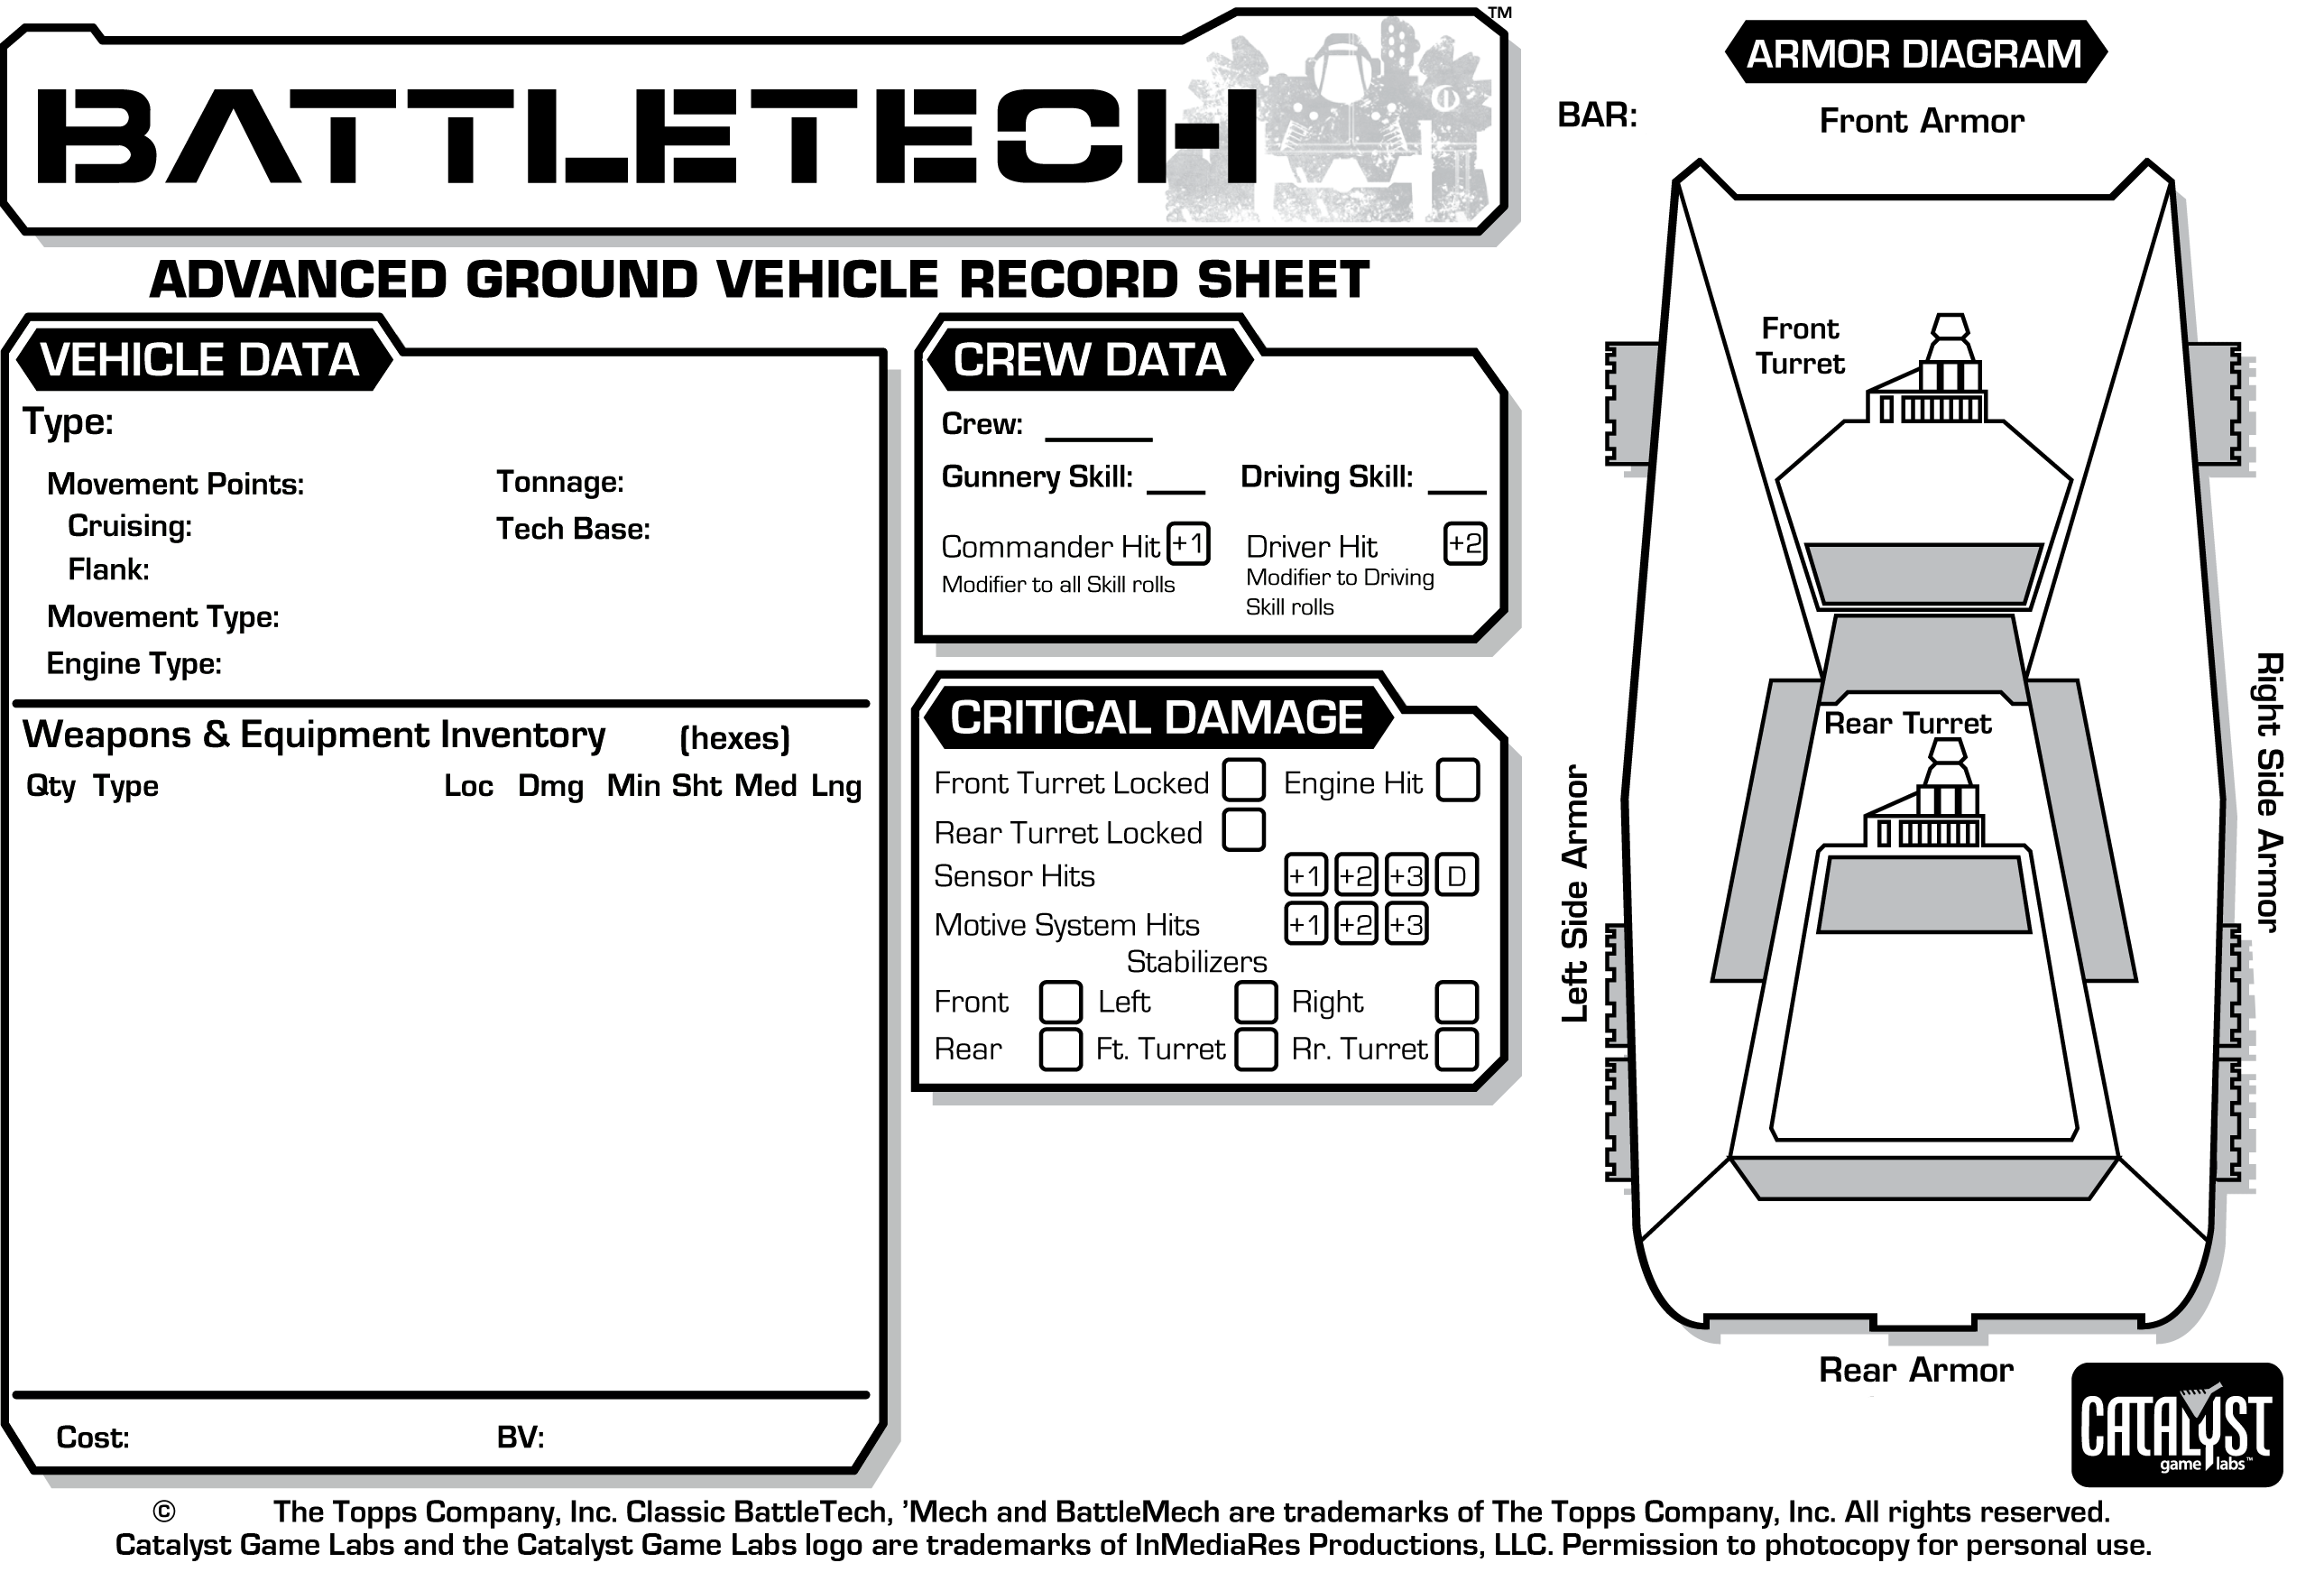 BATTLETECH
TM
ADVANCED GROUND VEHICLE RECORD SHEET
VEHICLE DATA
Type:
Movement Points:
Cruising:
Flank:
Movement Type:
Engine Type:
Tonnage:
Tech Base:
Weapons & Equipment Inventory (hexes)
Qty Type Loc Dmg Min Sht Med Lng
Cost: BV:
CREW DATA
Crew:
Gunnery Skill: Driving Skill:
Commander Hit +1 Driver Hit +2
Modifier to all Skill rolls
Modifier to Driving
Skill rolls
CRITICAL DAMAGE
Front Turret Locked Engine Hit
Rear Turret Locked
Sensor Hits +1 +2 +3 D
Motive System Hits +1 +2 +3
Stabilizers
Front Left Right
Rear Ft. Turret Rr. Turret
ARMOR DIAGRAM
BAR:
Front Armor
Front
Turret
Rear Turret
Left Side Armor
Right Side Armor
Rear Armor
CATALYST
game labs™
© The Topps Company, Inc. Classic BattleTech, ’Mech and BattleMech are trademarks of The Topps Company, Inc. All rights reserved.
Catalyst Game Labs and the Catalyst Game Labs logo are trademarks of InMediaRes Productions, LLC. Permission to photocopy for personal use.